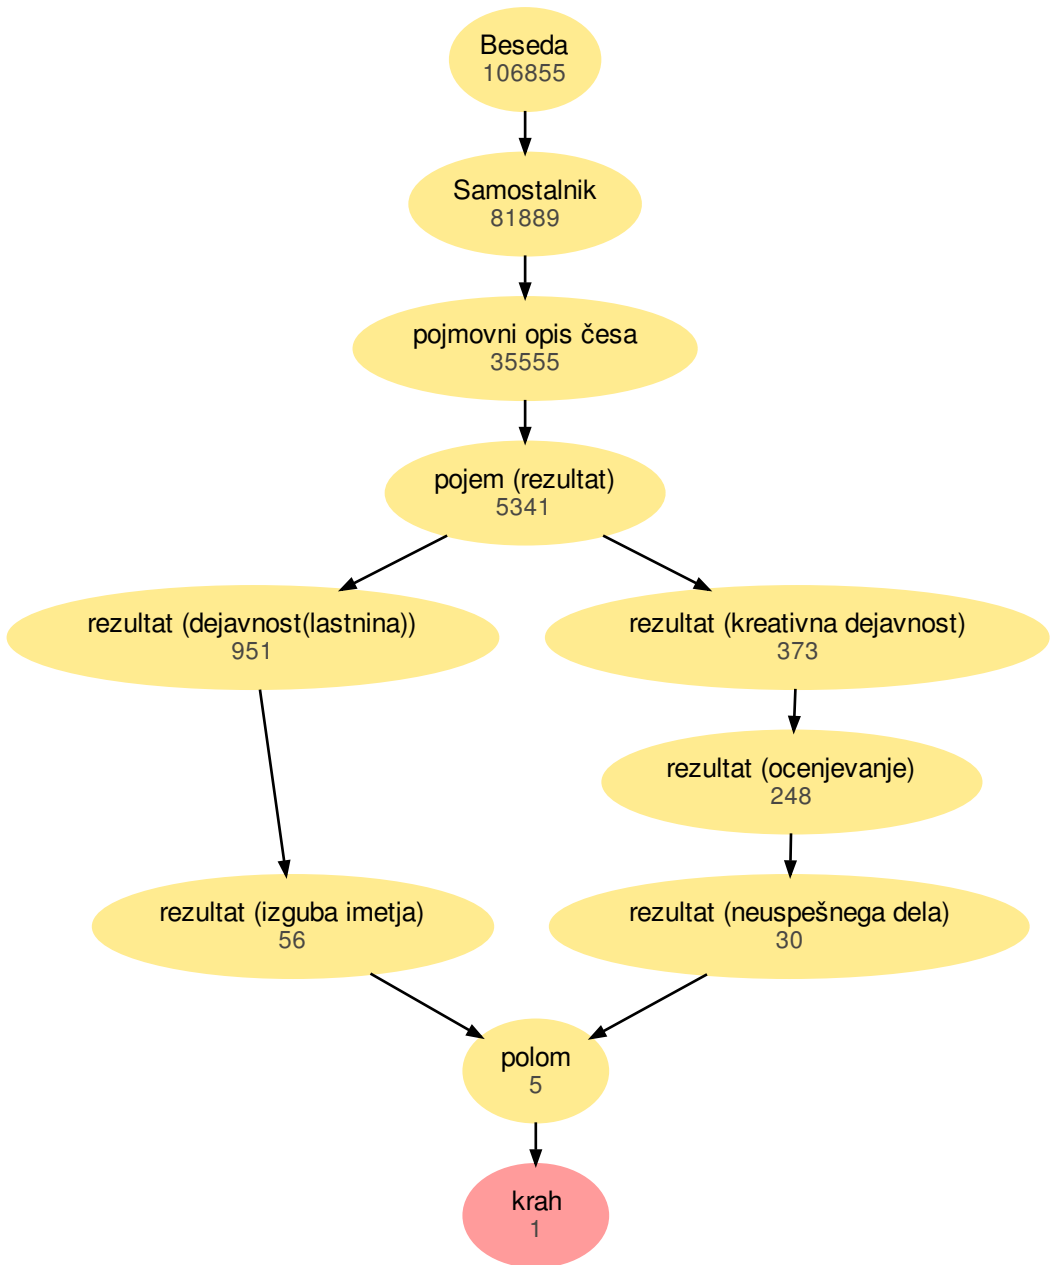 Beseda
106855
Samostalnik
81889
pojmovni opis česa
35555
pojem (rezultat)
5341
rezultat (dejavnost(lastnina))
951
rezultat (kreativna dejavnost)
373
rezultat (ocenjevanje)
248
rezultat (izguba imetja)
56
rezultat (neuspešnega dela)
30
polom
5
krah
1